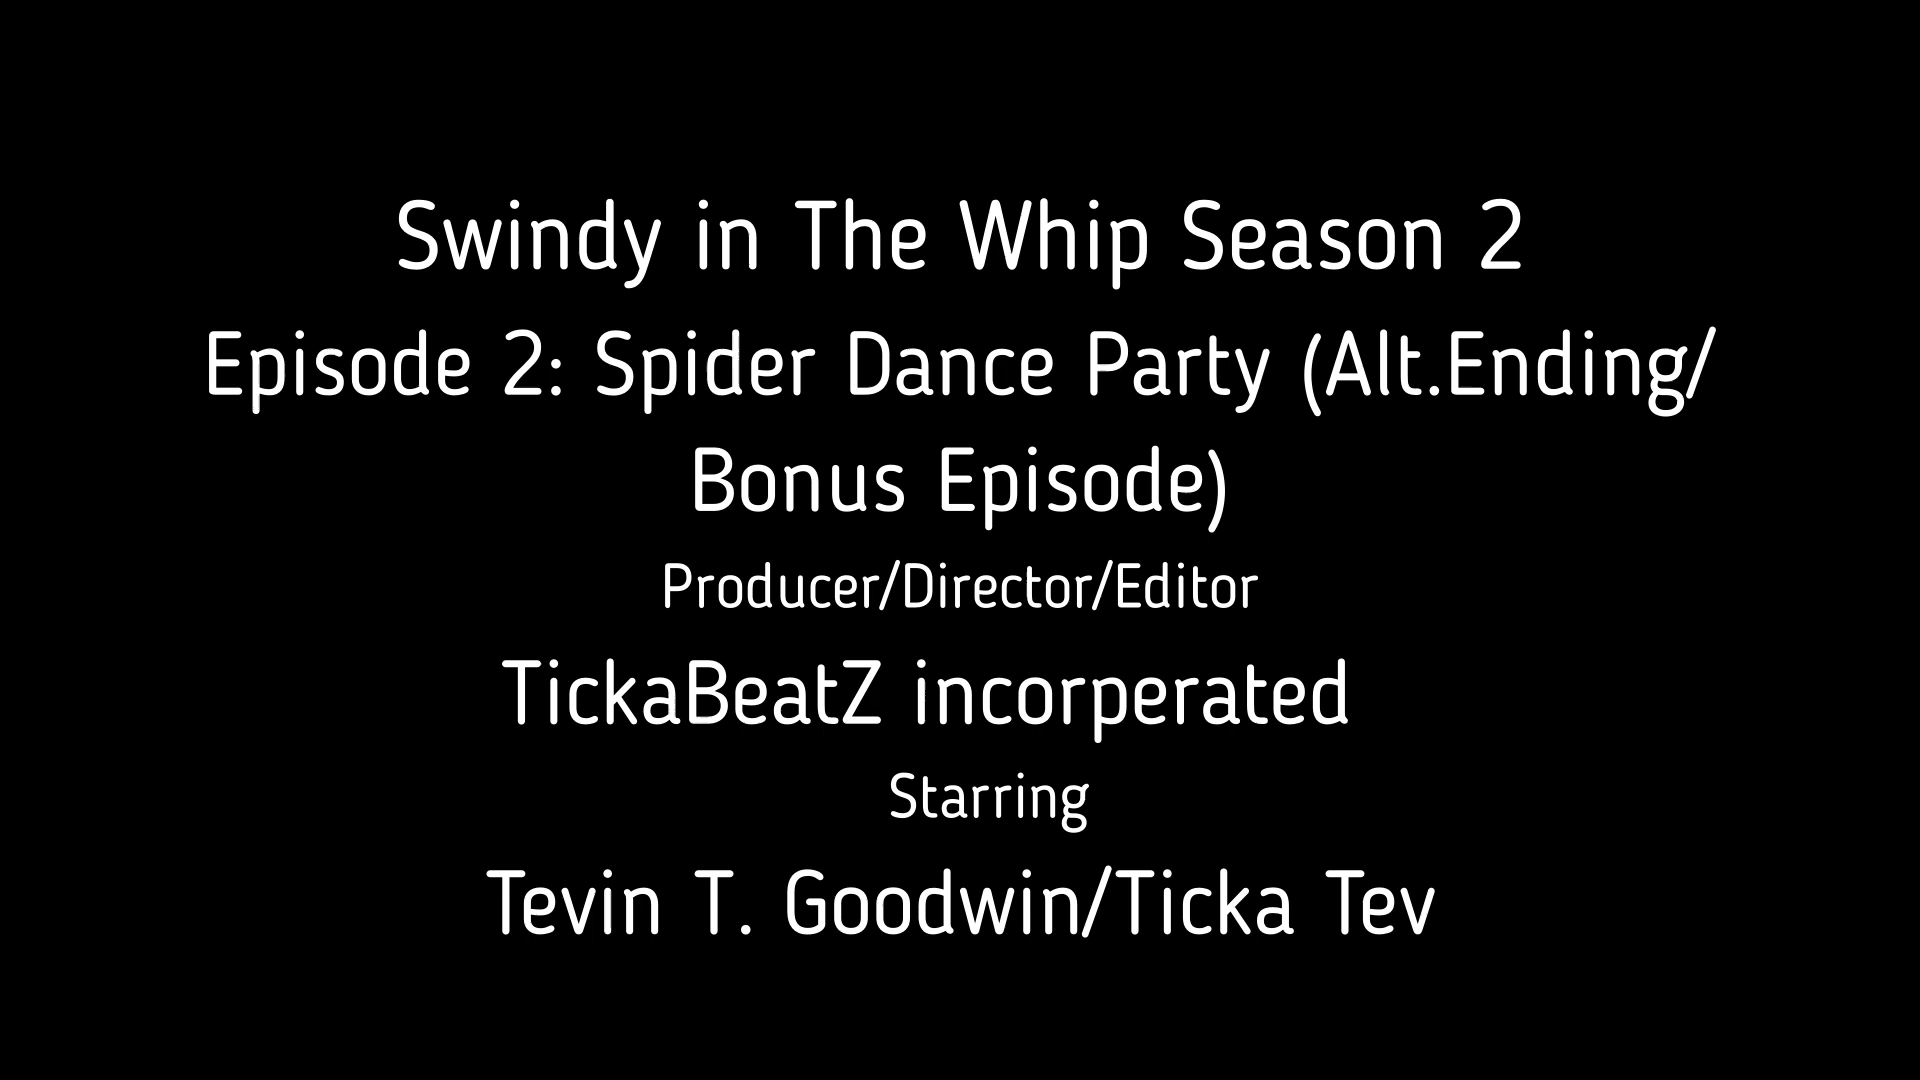 Swindy in The Whip Season 2
Episode 2: Spider Dance Party (Alt.Ending/
Bonus Episode)
Producer/Director/Editor
TickaBeatZ incorperated
Starring
Tevin T. Goodwin/Ticka Tev